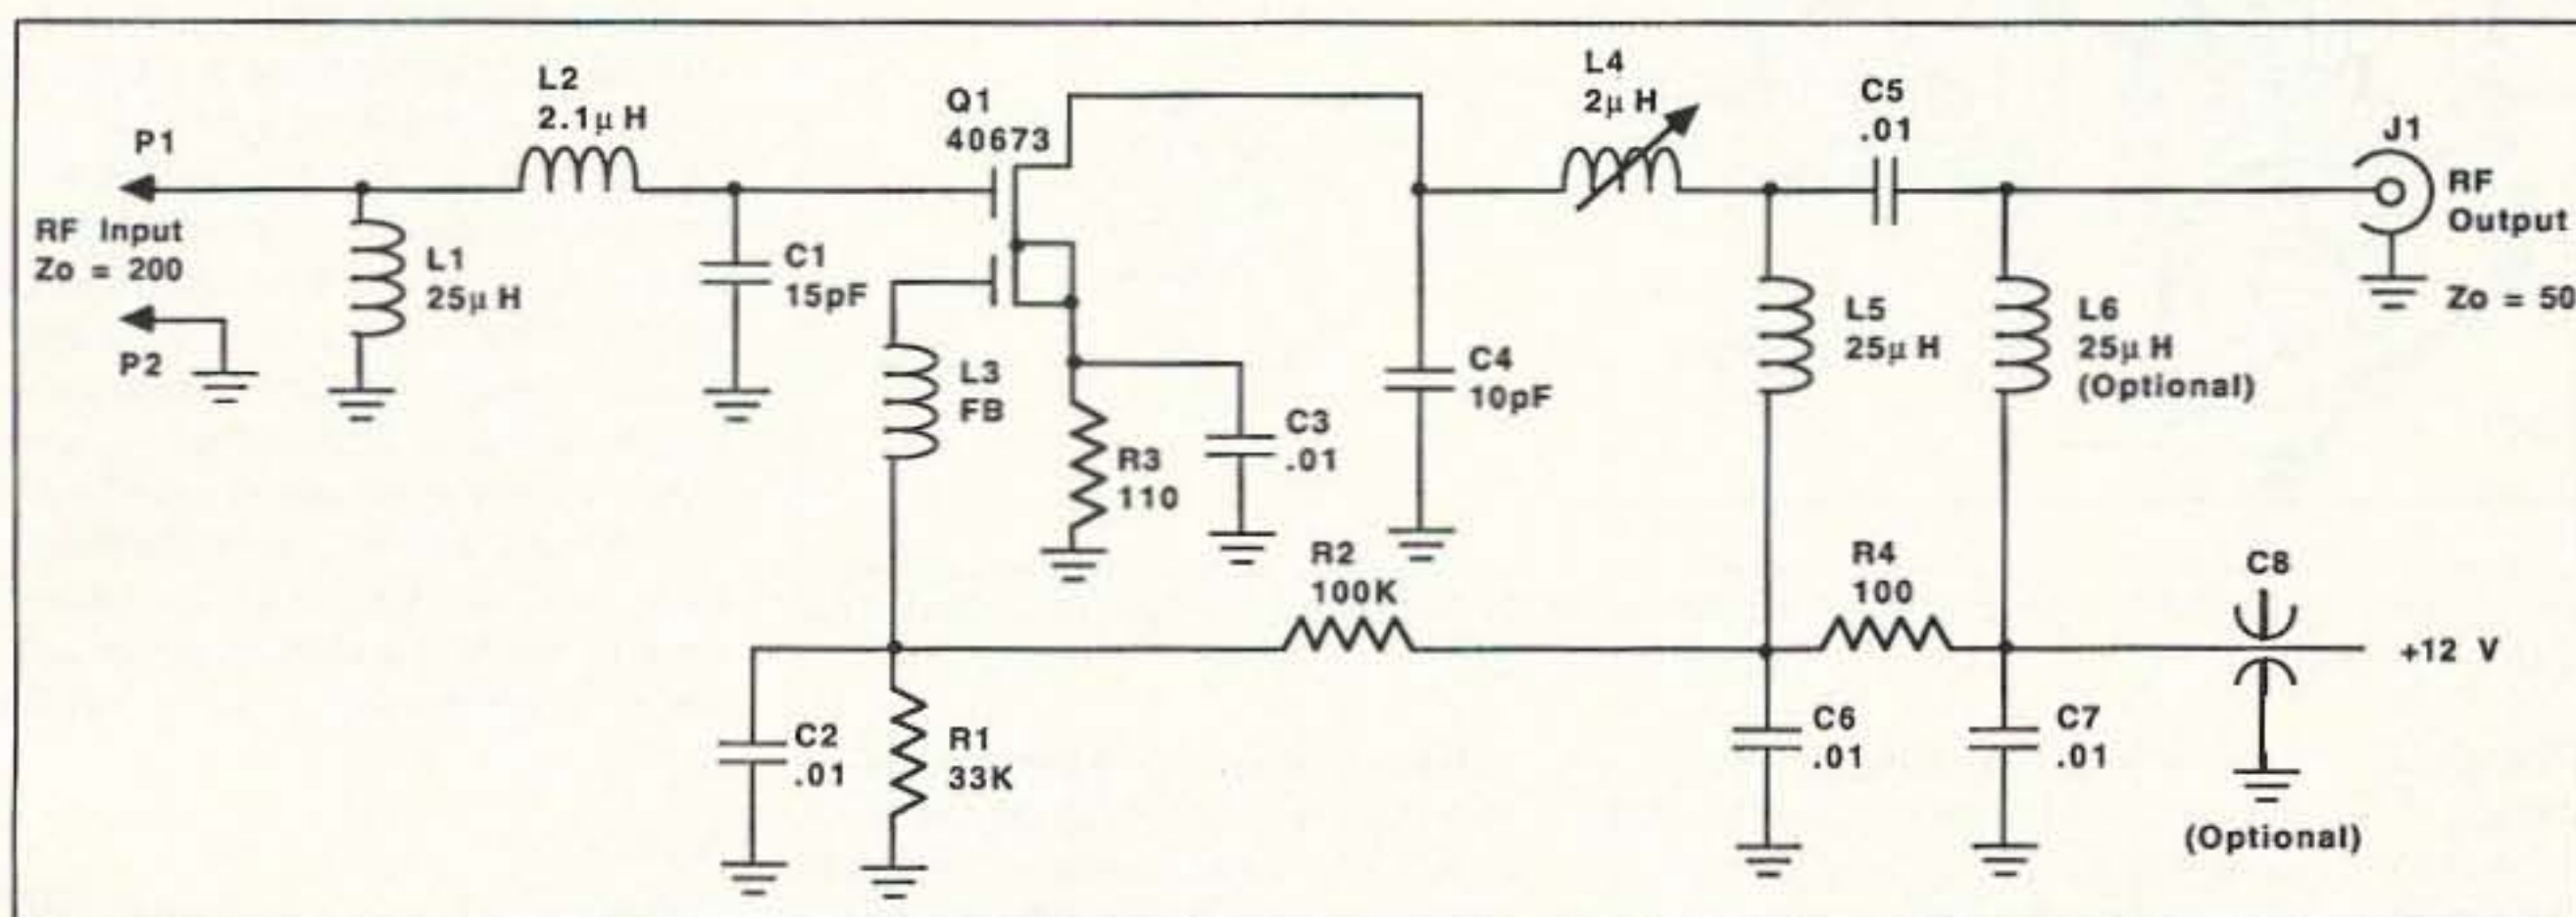 P1
RF Input
Zo = 200
P2
L1
25μH
L2
2.1μH
C1
15pF
Q1
40673
L3
FB
R3
110
C3
.01
C2
.01
R1
33K
R2
100K
C4
10pF
L4
2μH
C5
.01
L5
25μH
L6
25μH
(Optional)
R4
100
C6
.01
C7
.01
C8
(Optional)
+12 V
J1
RF
Output
Zo = 50